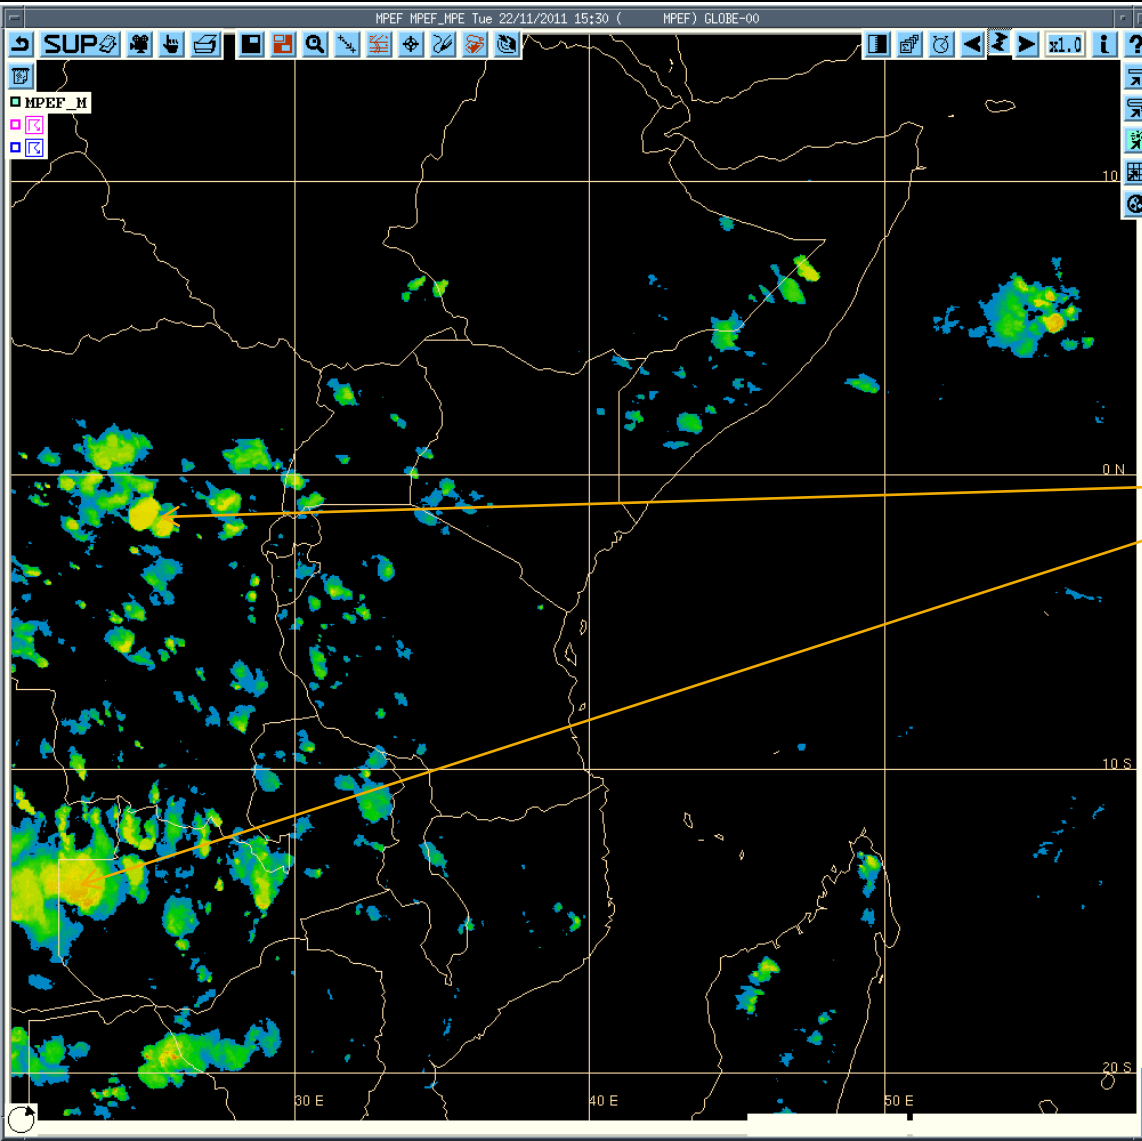 MPEF MPEF_MPE Tue 22/11/2011 15:30 ( MPEF) GLOBE-00
SUP
x1.0
i
?
MPEF_M
10
0 N
10 S
20 S
30 E
40 E
50 E